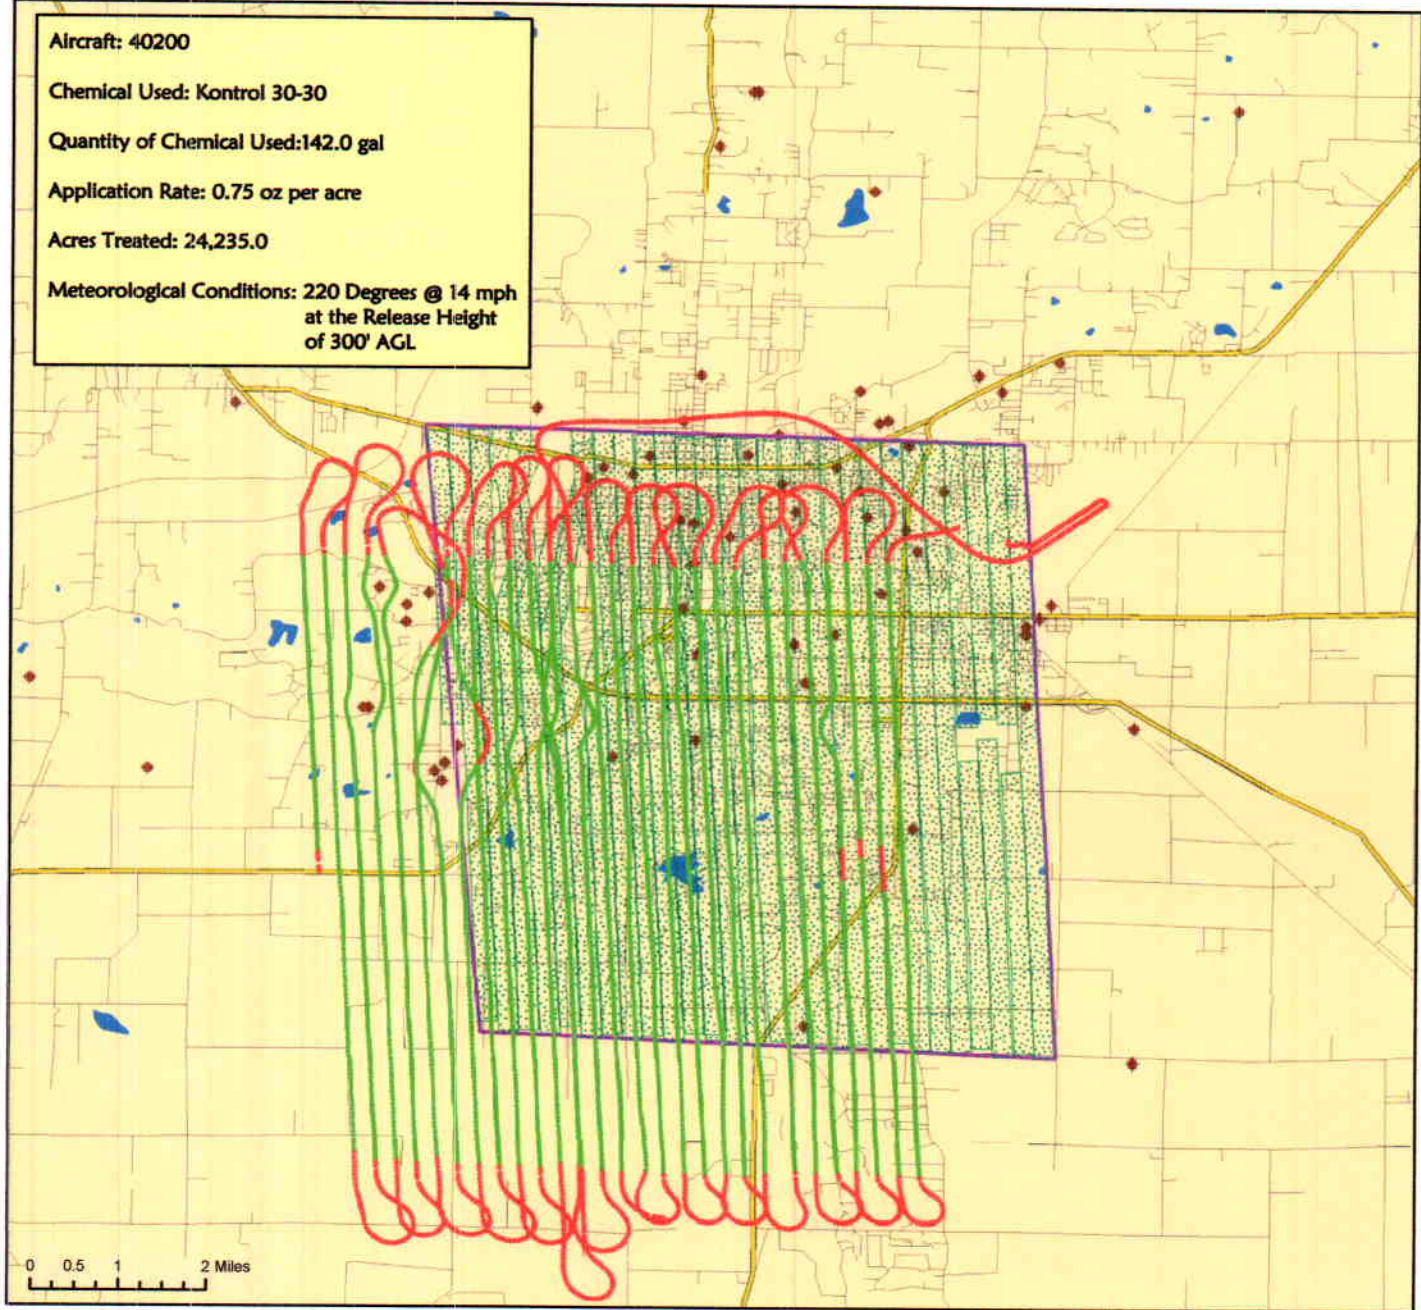 Aircraft: 40200
Chemical Used: Kontrol 30-30
Quantity of Chemical Used:142.0 gal
Application Rate: 0.75 oz per acre
Acres Treated: 24,235.0
Meteorological Conditions: 220 Degrees @ 14 mph
at the Release Height
of 300' AGL
0 0.5 1 2 Miles